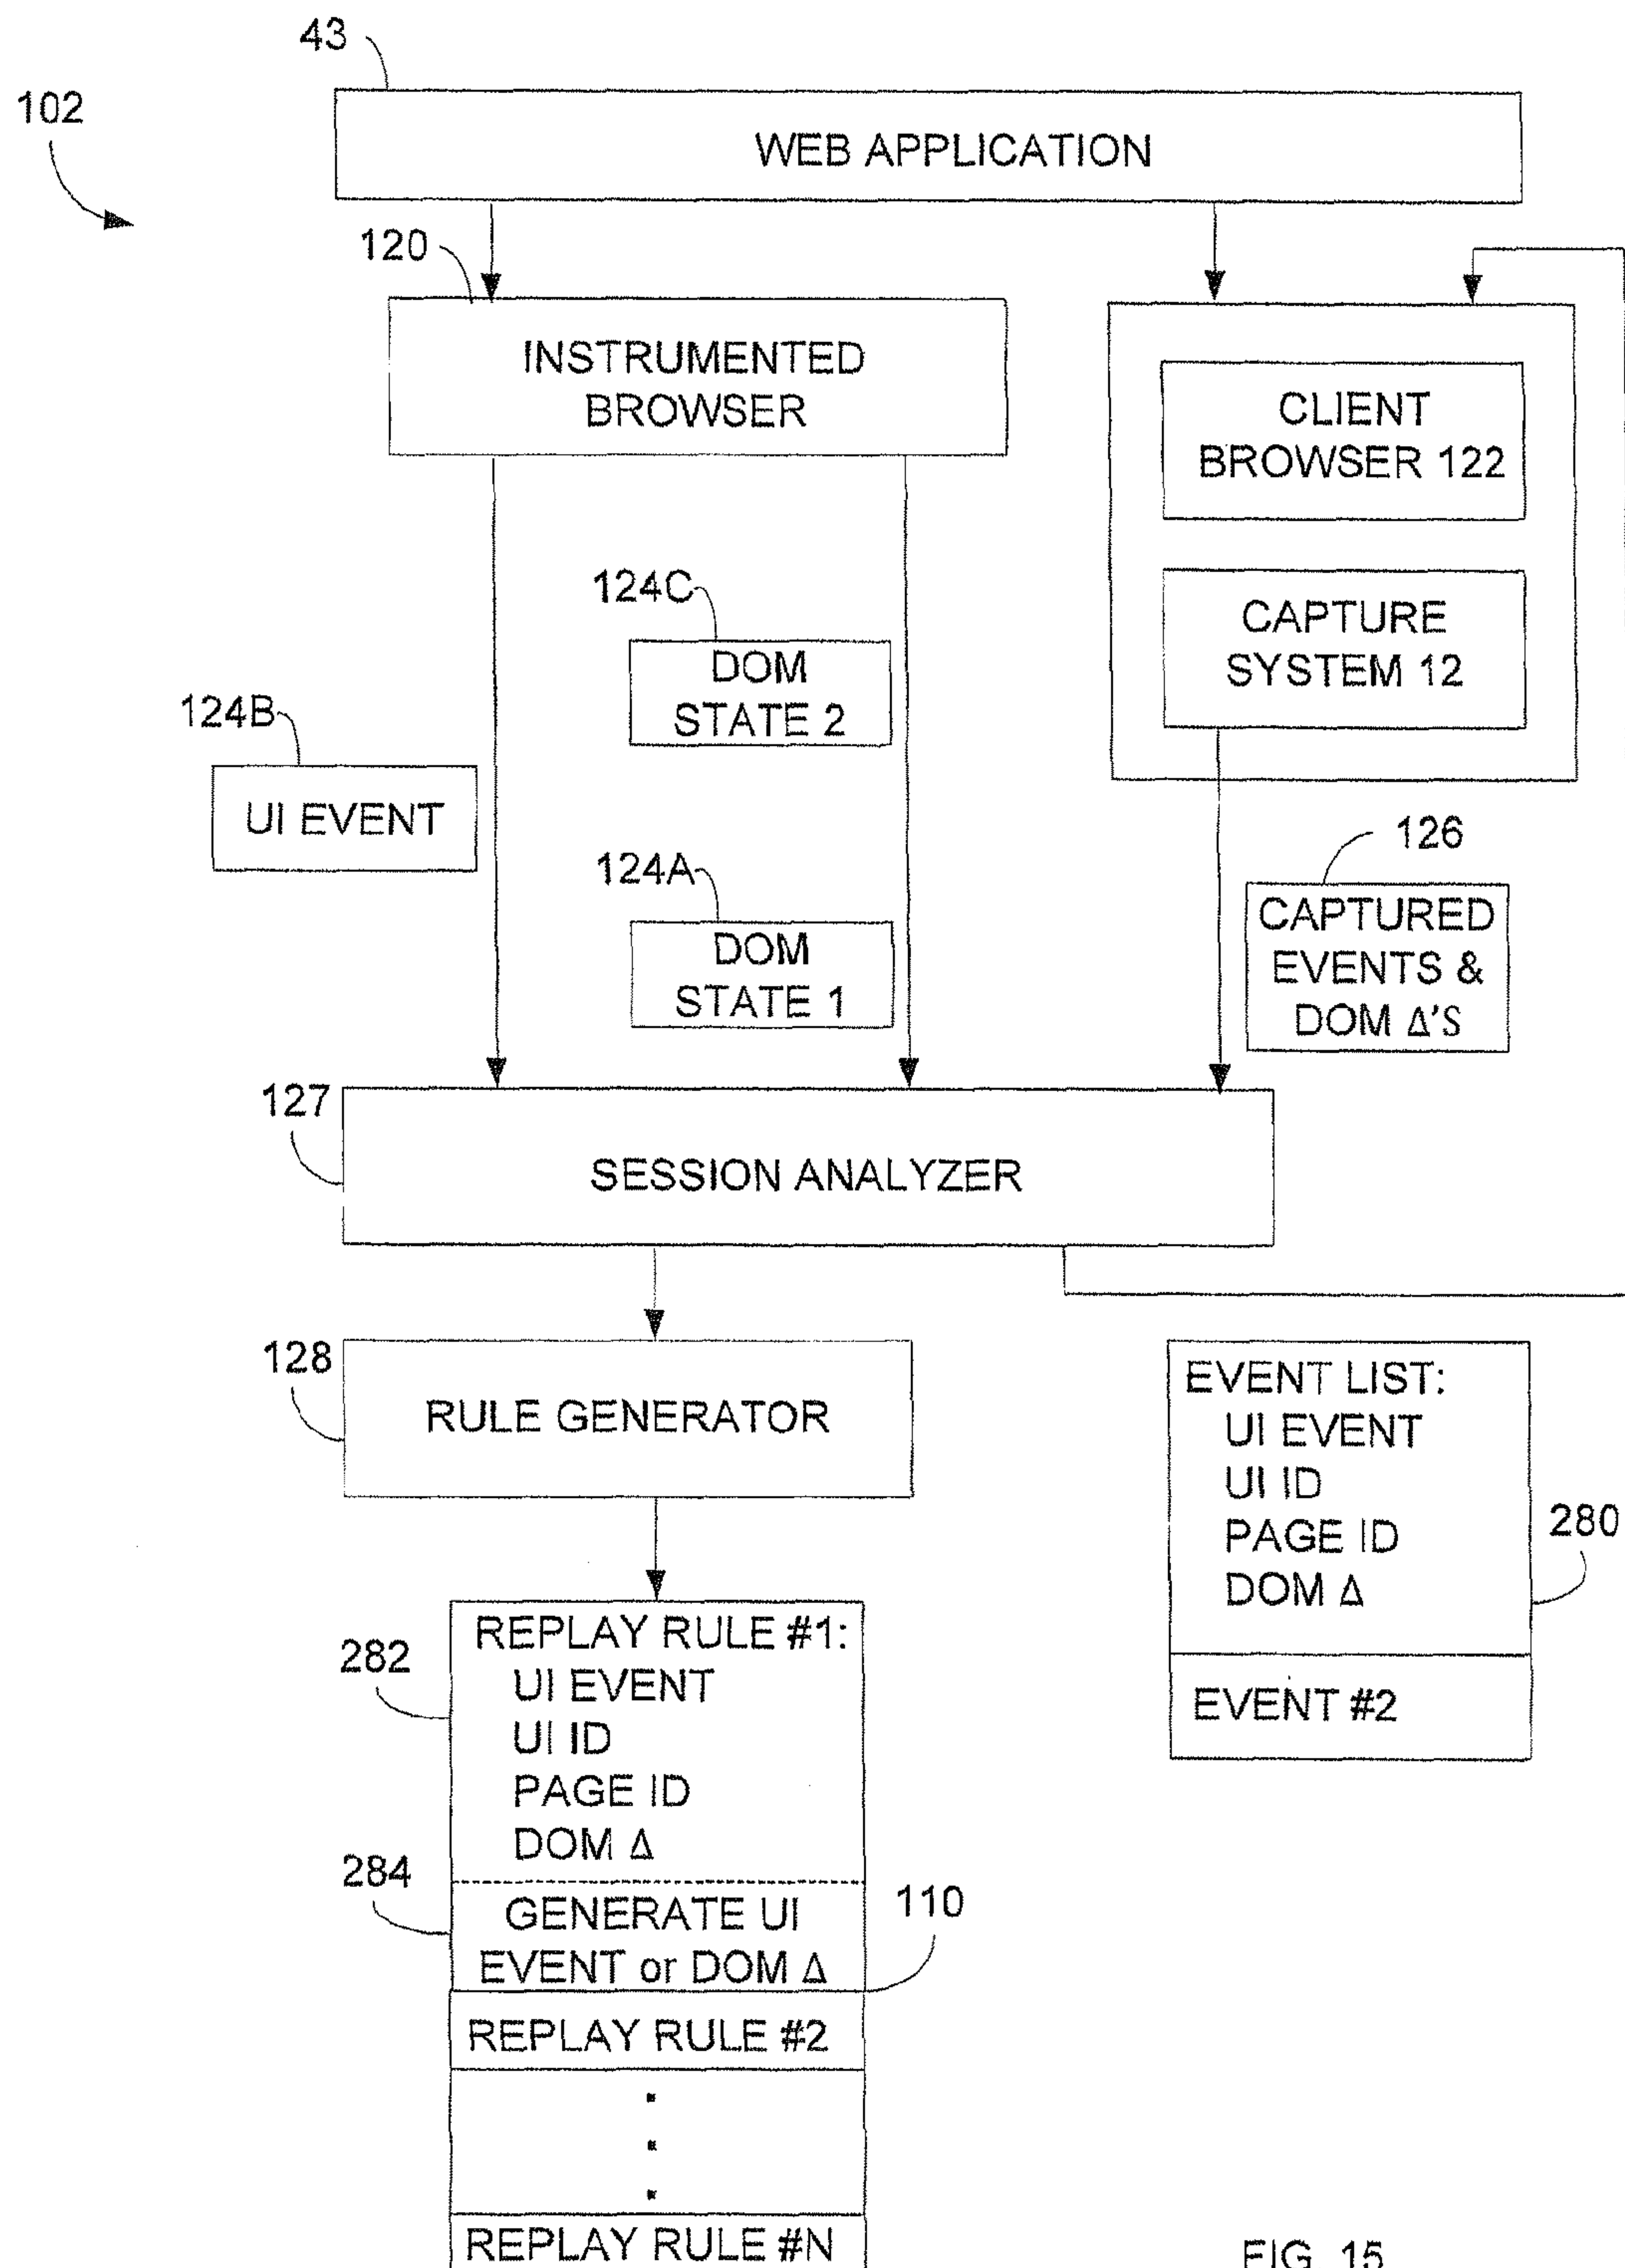 43
102
WEB APPLICATION
120
INSTRUMENTED
BROWSER
CLIENT
BROWSER 122
CAPTURE
SYSTEM 12
124C
DOM
STATE 2
124B
UI EVENT
124A
DOM
STATE 1
126
CAPTURED
EVENTS &
DOM Δ'S
127
SESSION ANALYZER
128
RULE GENERATOR
EVENT LIST:
UI EVENT
UI ID
PAGE ID
DOM Δ
280
EVENT #2
282
REPLAY RULE #1:
UI EVENT
UI ID
PAGE ID
DOM Δ
284
GENERATE UI
EVENT or DOM Δ
110
REPLAY RULE #2
REPLAY RULE #N
FIG. 15